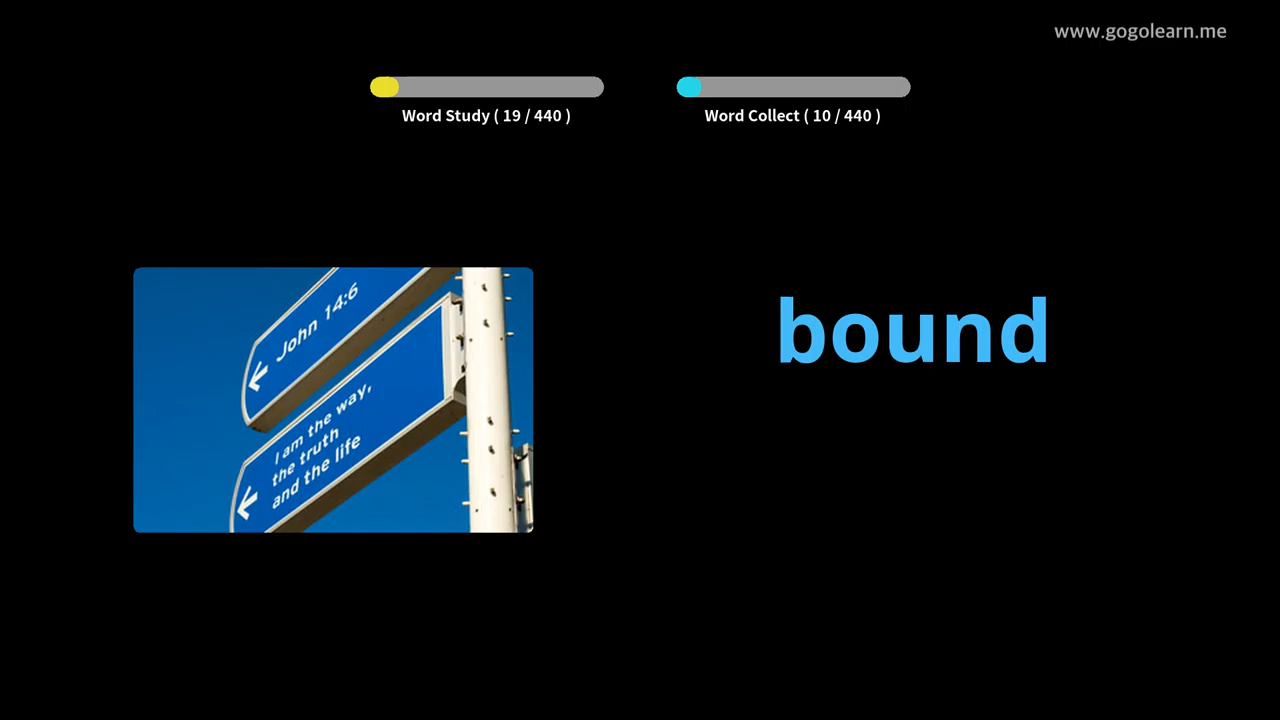 www.gogolearn.me
Word Study ( 19 / 440 )
Word Collect ( 10 / 440 )
John 14:6
I am the way,
the truth
and the life
bound